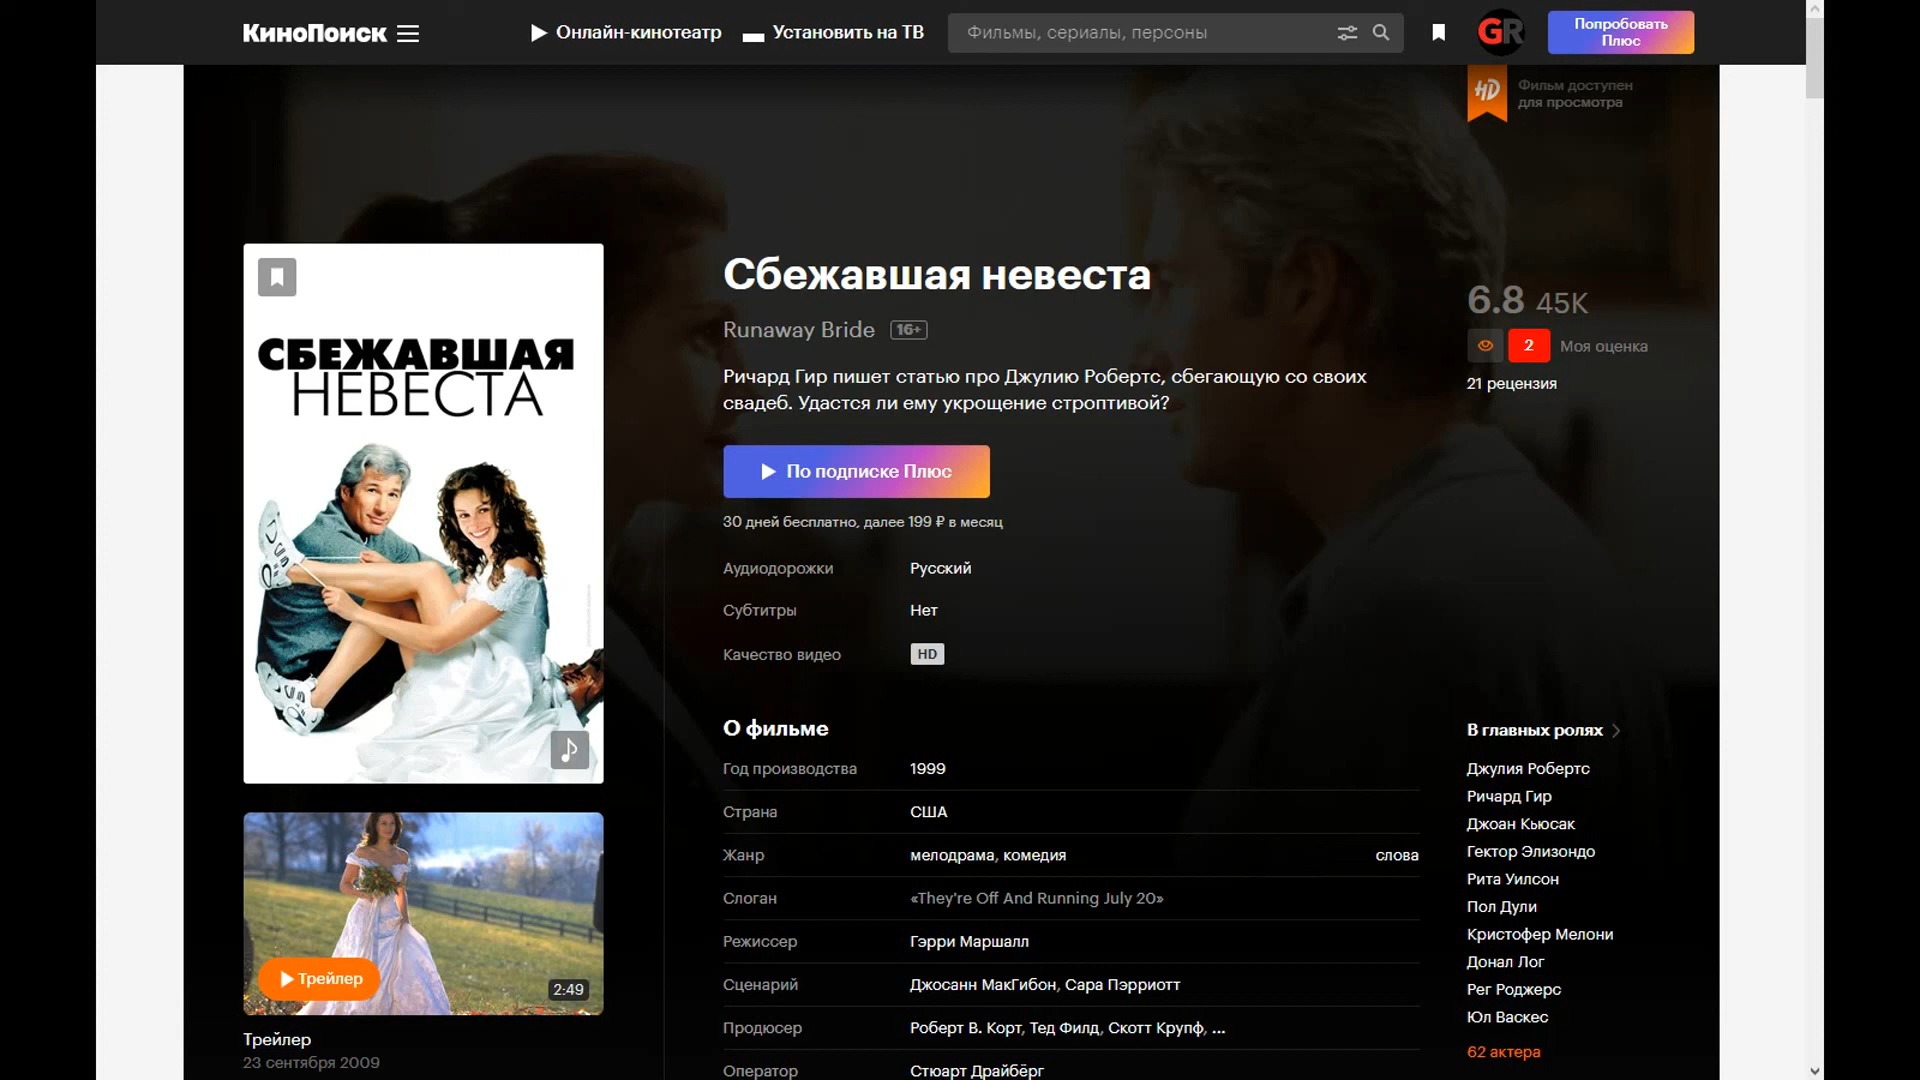 КиноПоиск
Онлайн-кинотеатр
Установить на ТВ
Фильмы, сериалы, персоны
GR
Попробовать
Плюс
HD
Фильм доступен
для просмотра
СБЕЖАВШАЯ
НЕВЕСТА
Сбежавшая невеста
Runaway Bride 16+
Ричард Гир пишет статью про Джулию Робертс, сбегающую со своих
свадеб. Удастся ли ему укрощение строптивой?
6.8 45K
2 Моя оценка
21 рецензия
По подписке Плюс
30 дней бесплатно, далее 199 ₽ в месяц
Аудиодорожки Русский
Субтитры Нет
Качество видео HD
О фильме
Год производства 1999
Страна США
Жанр мелодрама, комедия слова
Слоган «They're Off And Running July 20»
Режиссер Гэрри Маршалл
Сценарий Джосанн МакГибон, Сара Пэрриотт
Продюсер Роберт В. Корт, Тед Филд, Скотт Крупф, ...
Оператор Стюарт Драйбёрг
В главных ролях
Джулия Робертс
Ричард Гир
Джоан Кьюсак
Гектор Элизондо
Рита Уилсон
Пол Дули
Кристофер Мелони
Донал Лог
Рег Роджерс
Юл Васкес
62 актера
Трейлер
2:49
Трейлер
23 сентября 2009